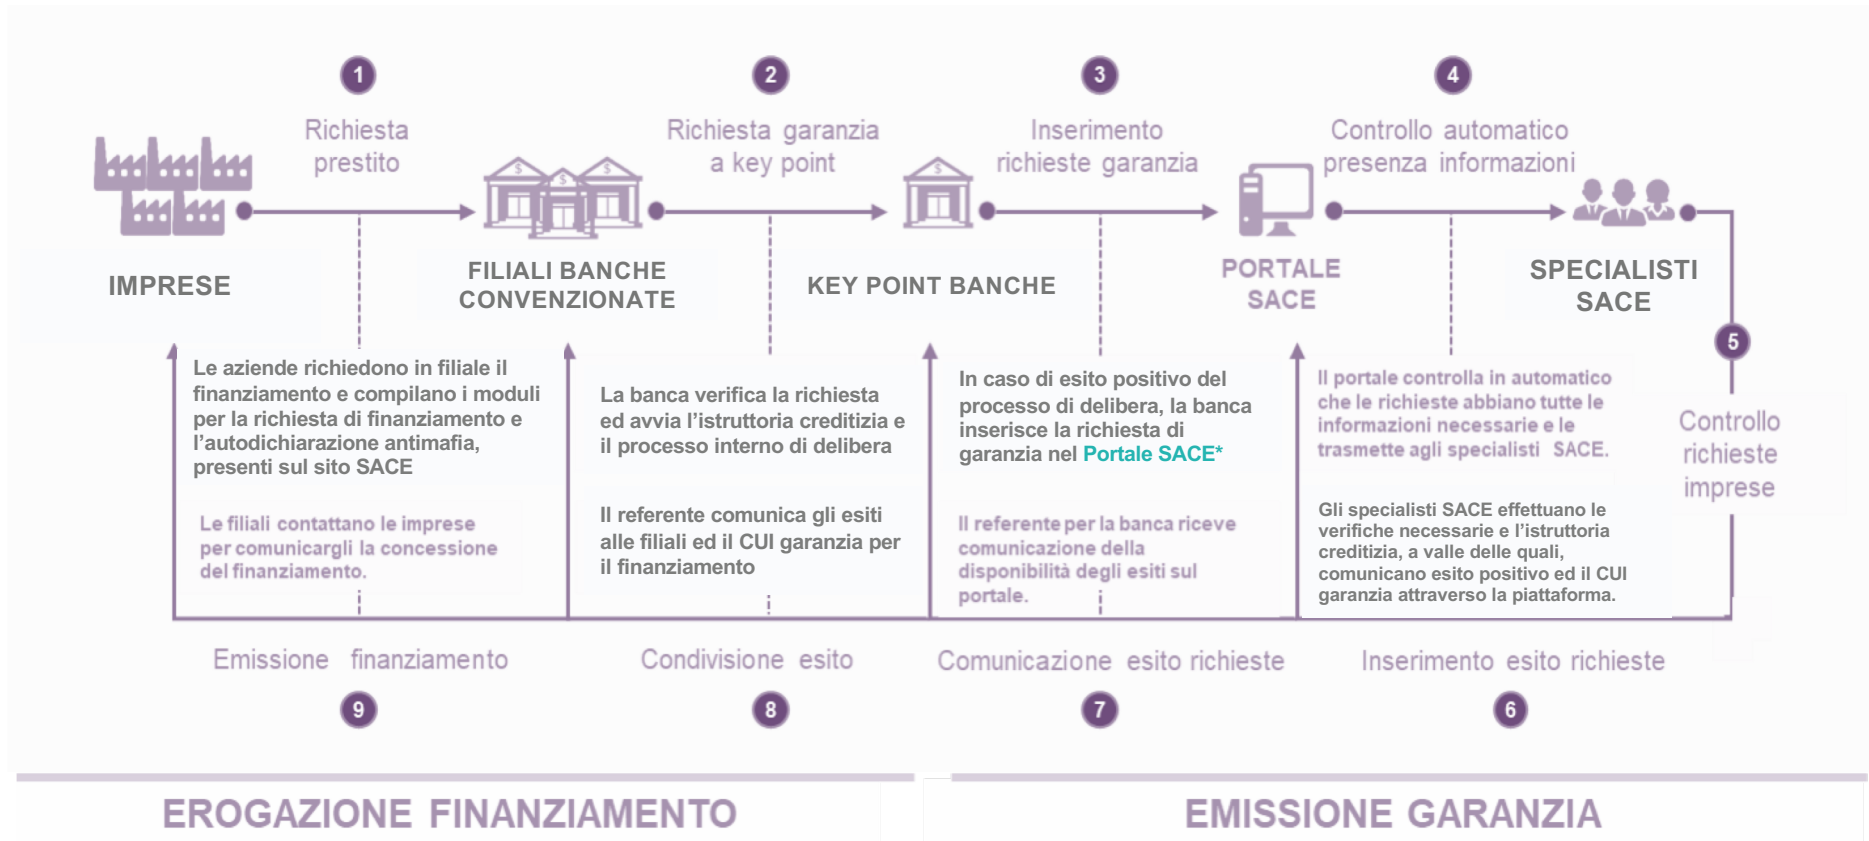 1
Richiesta
prestito
2
Richiesta garanzia
a key point
3
Inserimento
richieste garanzia
4
Controllo automatico
presenza informazioni
$
$
$
$
IMPRESE
FILIALI BANCHE
CONVENZIONATE
KEY POINT BANCHE
PORTALE
SACE
SPECIALISTI
SACE
5
Controllo
richieste
imprese
Le aziende richiedono in filiale il
finanziamento e compilano i moduli
per la richiesta di finanziamento e
l’autodichiarazione antimafia,
presenti sul sito SACE
La banca verifica la richiesta
ed avvia l’istruttoria creditizia e
il processo interno di delibera
In caso di esito positivo del
processo di delibera, la banca
inserisce la richiesta di
garanzia nel Portale SACE*
Il portale controlla in automatico
che le richieste abbiano tutte le
informazioni necessarie e le
trasmette agli specialisti SACE.
Le filiali contattano le imprese
per comunicargli la concessione
del finanziamento.
Il referente comunica gli esiti
alle filiali ed il CUI garanzia per
il finanziamento
Il referente per la banca riceve
comunicazione della
disponibilità degli esiti sul
portale.
Gli specialisti SACE effettuano le
verifiche necessarie e l’istruttoria
creditizia, a valle delle quali,
comunicano esito positivo ed il CUI
garanzia attraverso la piattaforma.
Emissione finanziamento
9
Condivisione esito
8
Comunicazione esito richieste
7
Inserimento esito richieste
6
EROGAZIONE FINANZIAMENTO
EMISSIONE GARANZIA